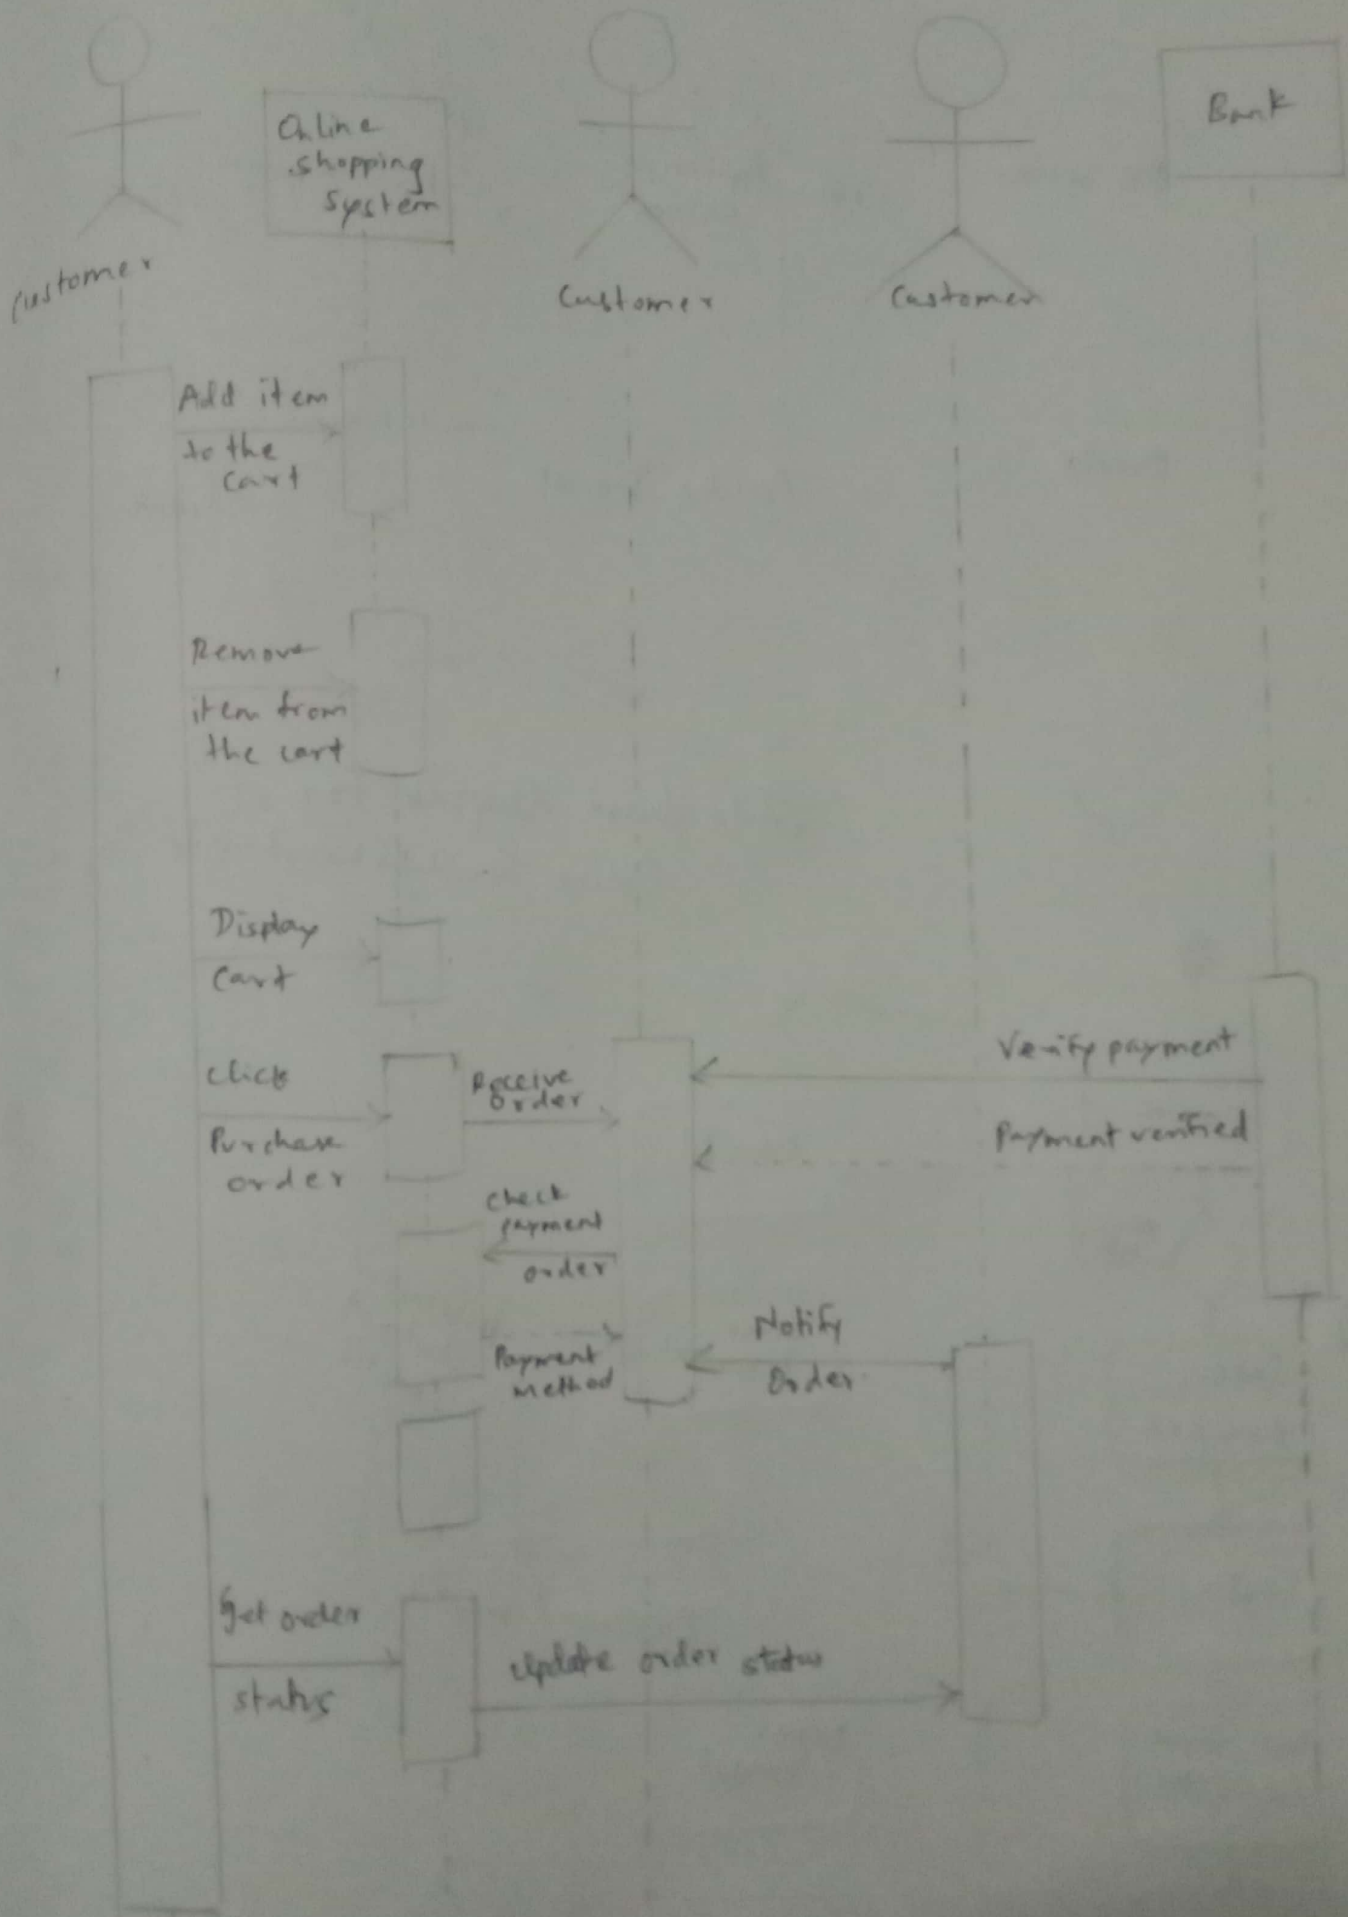 Online
shopping
system
Bank
Customer
Customer
Customer
Add item
to the
cart
Remove
item from
the cart
Display
Cart
Click
Purchase
order
Receive
order
Verify payment
Payment verified
Check
payment
order
Payment
method
Notify
Order
Get order
status
Update order status